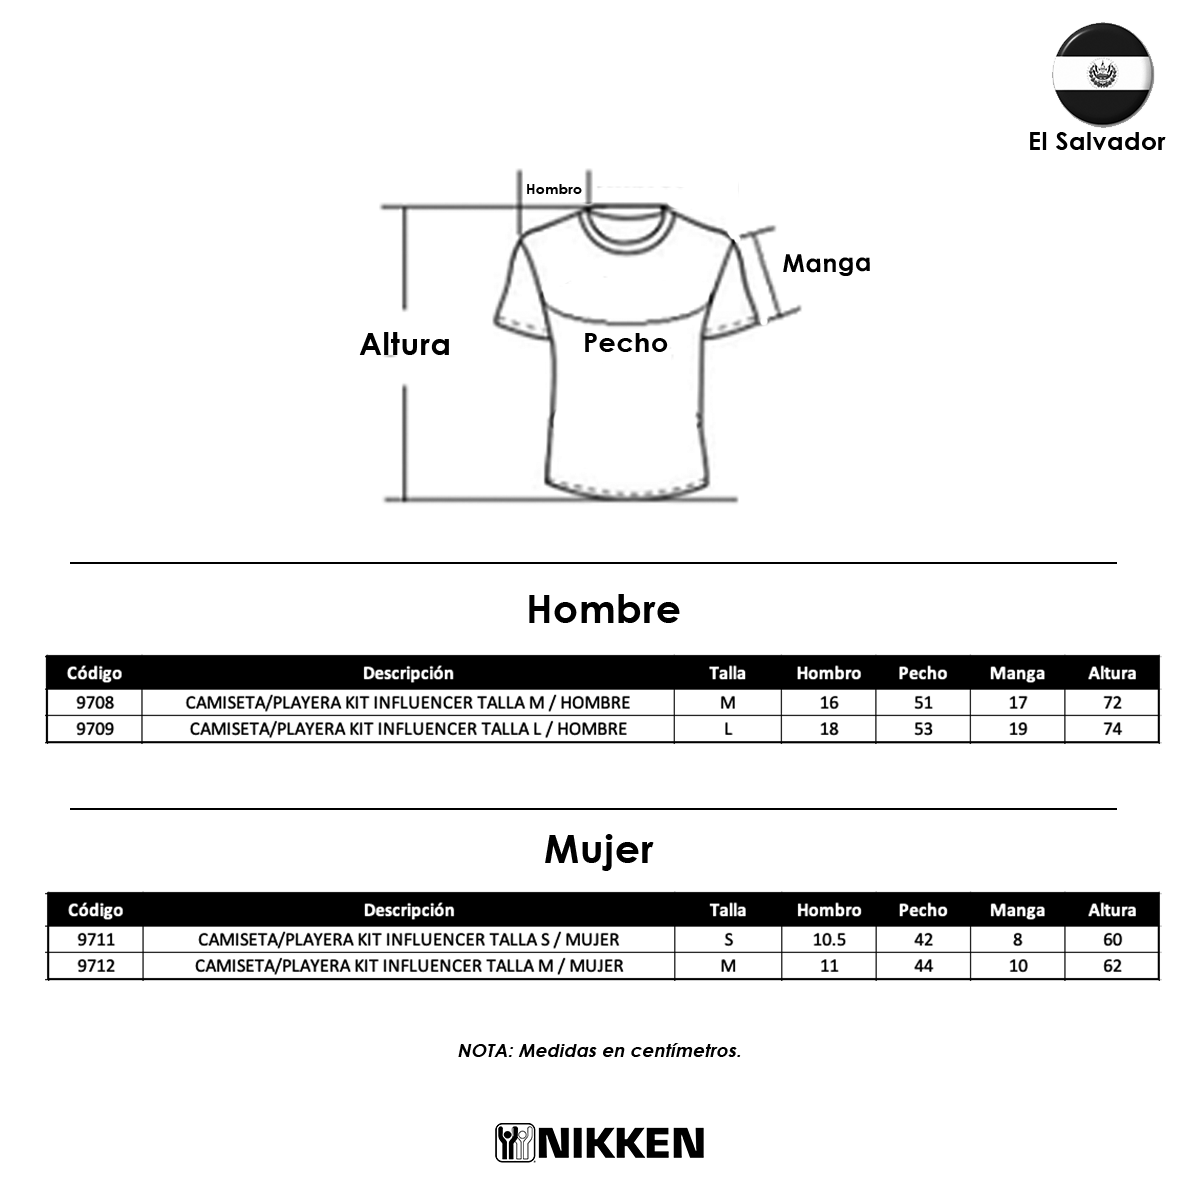 El Salvador
Hombro
Manga
Altura
Pecho
Hombre
Código Descripción Talla Hombro Pecho Manga Altura
9708 CAMISETA/PLAYERA KIT INFLUENCER TALLA M / HOMBRE M 16 51 17 72
9709 CAMISETA/PLAYERA KIT INFLUENCER TALLA L / HOMBRE L 18 53 19 74
Mujer
Código Descripción Talla Hombro Pecho Manga Altura
9711 CAMISETA/PLAYERA KIT INFLUENCER TALLA S / MUJER S 10.5 42 8 60
9712 CAMISETA/PLAYERA KIT INFLUENCER TALLA M / MUJER M 11 44 10 62
NOTA: Medidas en centímetros.
NIKKEN